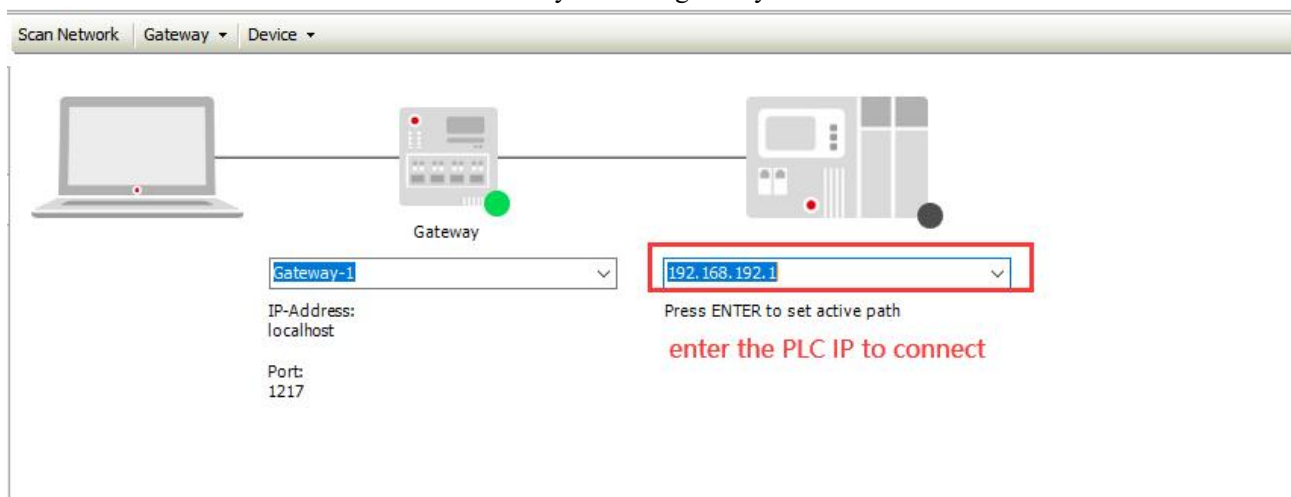 Scan Network Gateway Device
Gateway
Gateway-1
192.168.192.1
IP-Address:
localhost
Press ENTER to set active path
enter the PLC IP to connect
Port:
1217